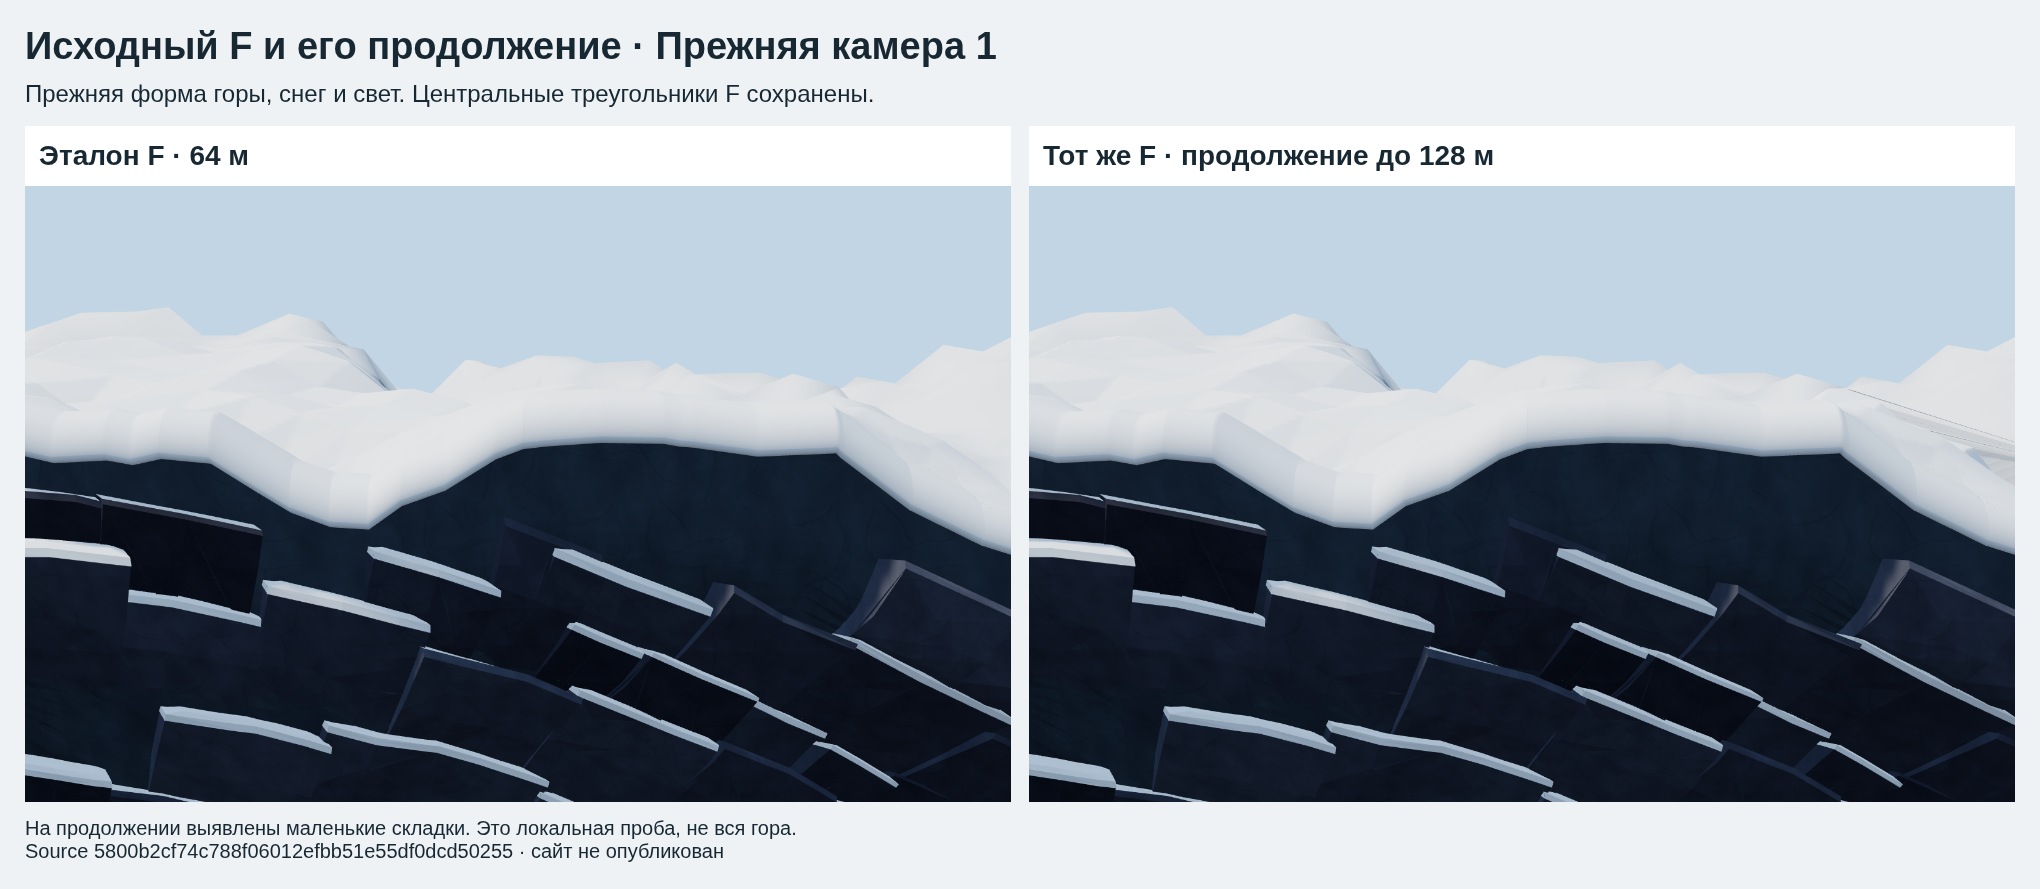 Исходный F и его продолжение · Прежняя камера 1
Прежняя форма горы, снег и свет. Центральные треугольники F сохранены.
Эталон F · 64 м
Тот же F · продолжение до 128 м
На продолжении выявлены маленькие складки. Это локальная проба, не вся гора.
Source 5800b2cf74c788f06012efbb51e55df0dcd50255 · сайт не опубликован